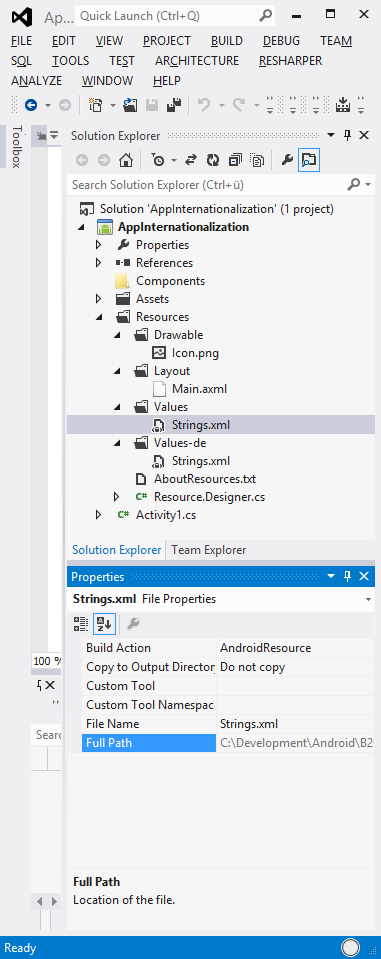 Ap... Quick Launch (Ctrl+Q)
FILE EDIT VIEW PROJECT BUILD DEBUG TEAM
SQL TOOLS TEST ARCHITECTURE RESHARPER
ANALYZE WINDOW HELP
Toolbox
Solution Explorer
Search Solution Explorer (Ctrl+ü)
Solution 'AppInternationalization' (1 project)
AppInternationalization
Properties
References
Components
Assets
Resources
Drawable
Icon.png
Layout
Main.axml
Values
Strings.xml
Values-de
Strings.xml
AboutResources.txt
C# Resource.Designer.cs
C# Activity1.cs
Solution Explorer Team Explorer
Properties
Strings.xml File Properties
Build Action AndroidResource
100 % Copy to Output Director Do not copy
Custom Tool
Custom Tool Namespac
File Name Strings.xml
Sear Full Path C:\Development\Android\B2
Full Path
Location of the file.
Ready